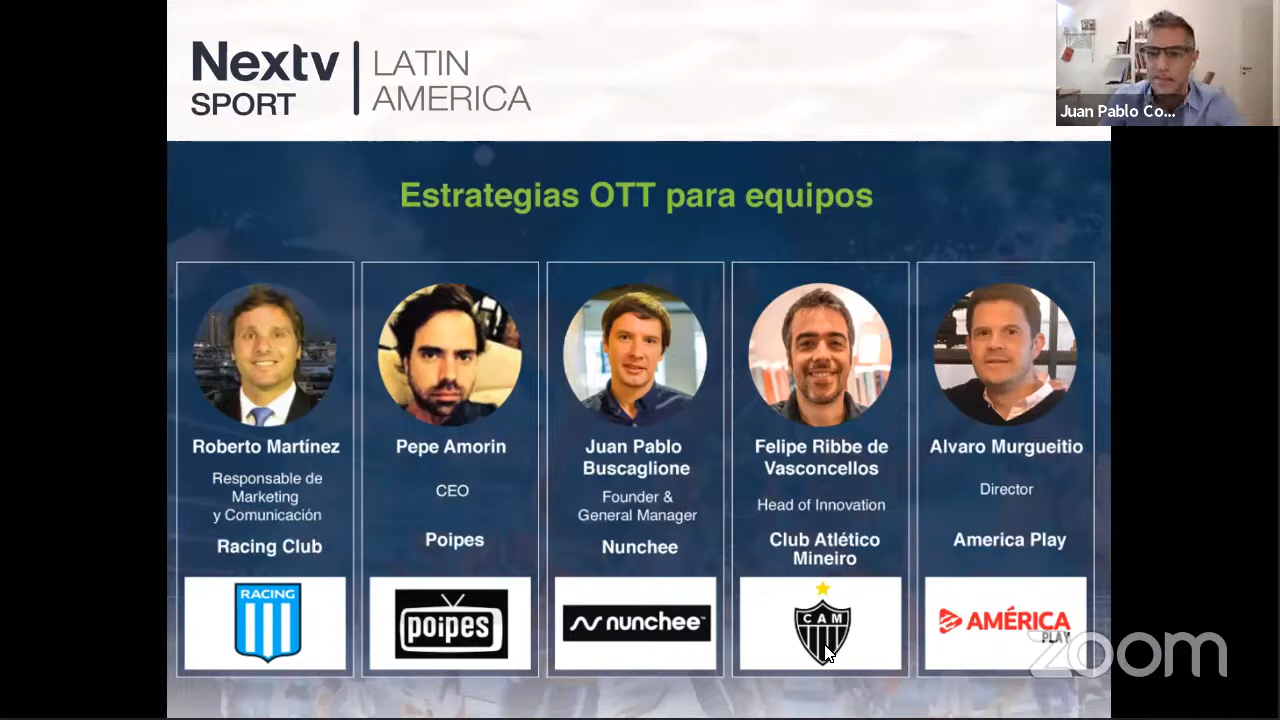 Nextv
SPORT
LATIN
AMERICA
Juan Pablo Co...
Estrategias OTT para equipos
Roberto Martínez
Responsable de
Marketing
y Comunicación
Racing Club
RACING
Pepe Amorin
CEO
Poipes
poipes
Juan Pablo
Buscaglione
Founder &
General Manager
Nunchee
nunchee
Felipe Ribbe de
Vasconcellos
Head of Innovation
Club Atlético
Mineiro
CAM
Alvaro Murgueitio
Director
America Play
AMÉRICA
PLAY
zoom